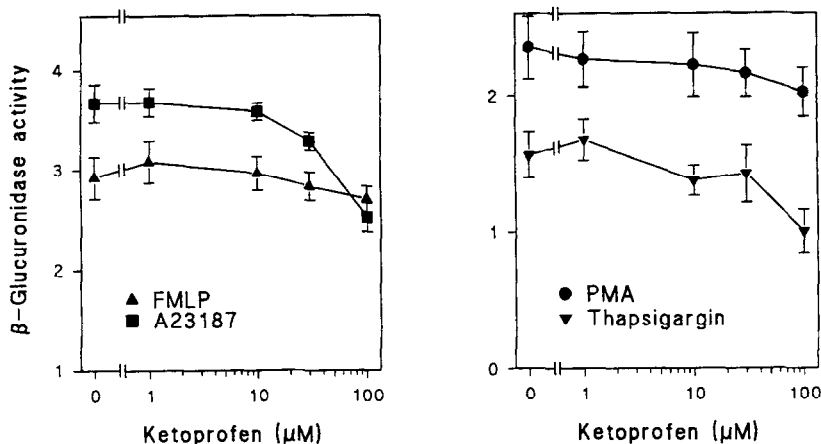 β-Glucuronidase activity
4
3
2
1
▲ FMLP
■ A23187
0 1 10 100
Ketoprofen (μM)
2
1
0
● PMA
▼ Thapsigargin
0 1 10 100
Ketoprofen (μM)